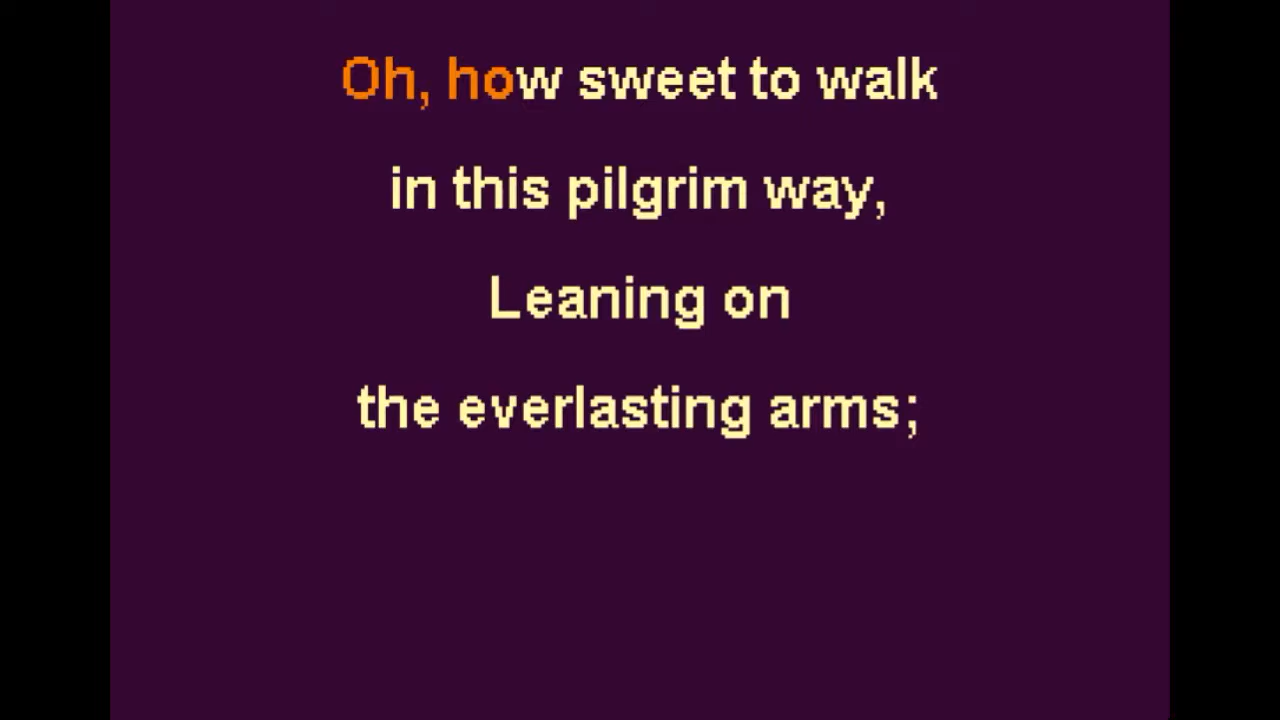 Oh, how sweet to walk
in this pilgrim way,
Leaning on
the everlasting arms;